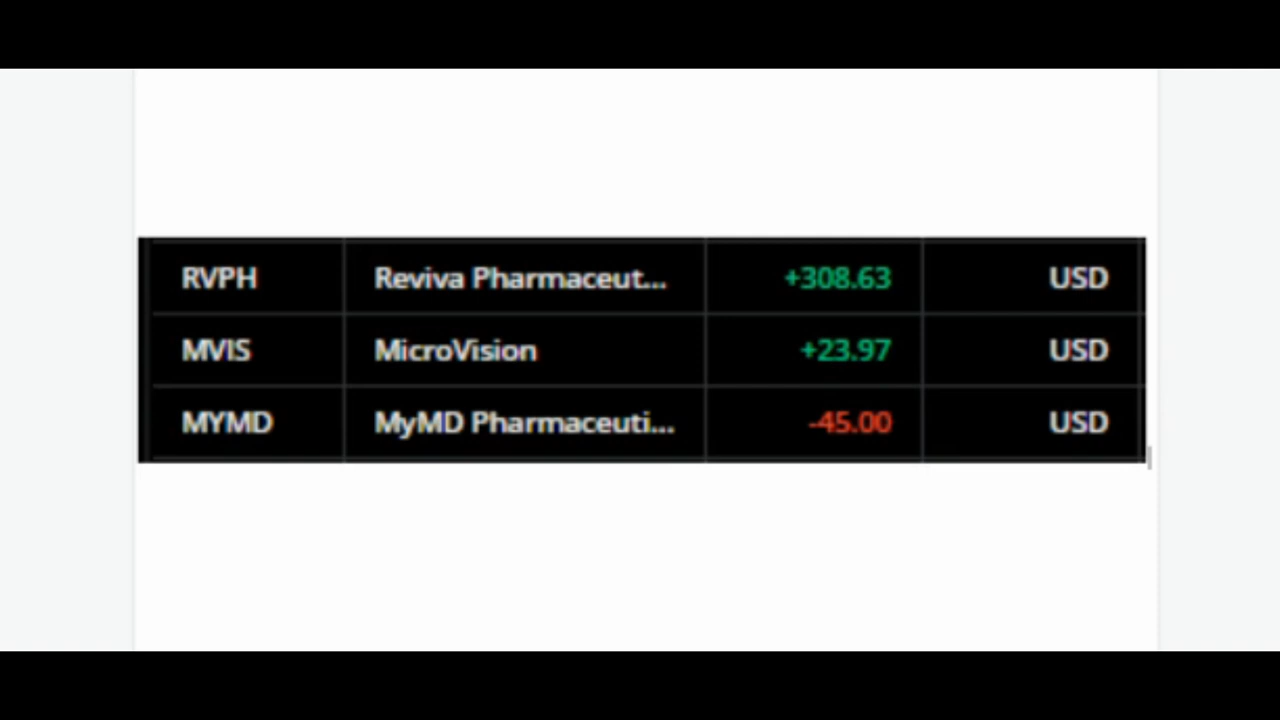 RVPH Reviva Pharmaceut... +308.63 USD
MVIS MicroVision +23.97 USD
MYMD MyMD Pharmaceuti... -45.00 USD